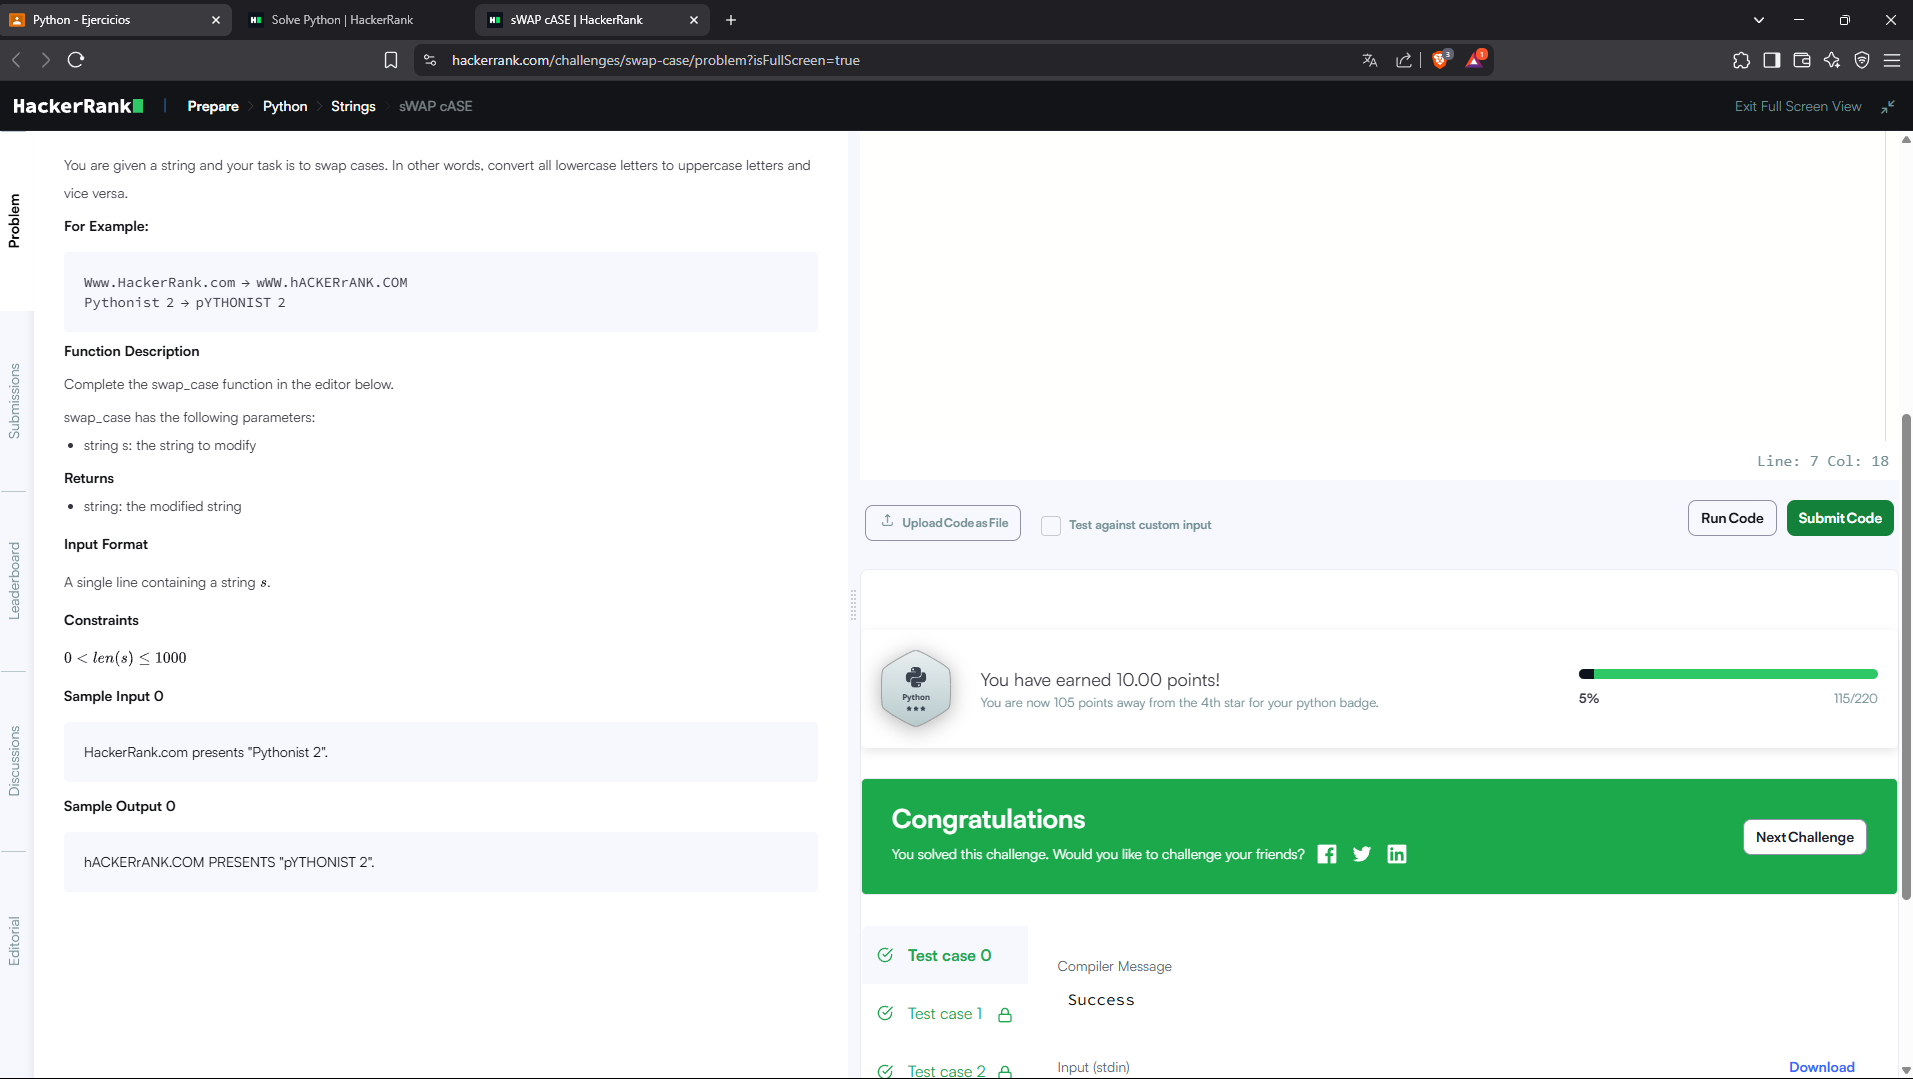 Python - Ejercicios
Solve Python | HackerRank
sWAP cASE | HackerRank
hackerrank.com/challenges/swap-case/problem?isFullScreen=true
3
1
HackerRank
Prepare
Python
Strings
sWAP cASE
Exit Full Screen View
Problem
Submissions
Leaderboard
Discussions
Editorial
You are given a string and your task is to swap cases. In other words, convert all lowercase letters to uppercase letters and
vice versa.
For Example:
Www.HackerRank.com → wWW.hACKERrANK.COM
Pythonist 2 → pYTHONIST 2
Function Description
Complete the swap_case function in the editor below.
swap_case has the following parameters:
• string s: the string to modify
Returns
• string: the modified string
Input Format
A single line containing a string s.
Constraints
0 < len(s) ≤ 1000
Sample Input 0
HackerRank.com presents "Pythonist 2".
Sample Output 0
hACKERrANK.COM PRESENTS "pYTHONIST 2".
Line: 7 Col: 18
Upload Code as File
Test against custom input
Run Code
Submit Code
Python
You have earned 10.00 points!
You are now 105 points away from the 4th star for your python badge.
5%
115/220
Congratulations
You solved this challenge. Would you like to challenge your friends?
Next Challenge
Test case 0
Test case 1
Test case 2
Compiler Message
Success
Input (stdin)
Download